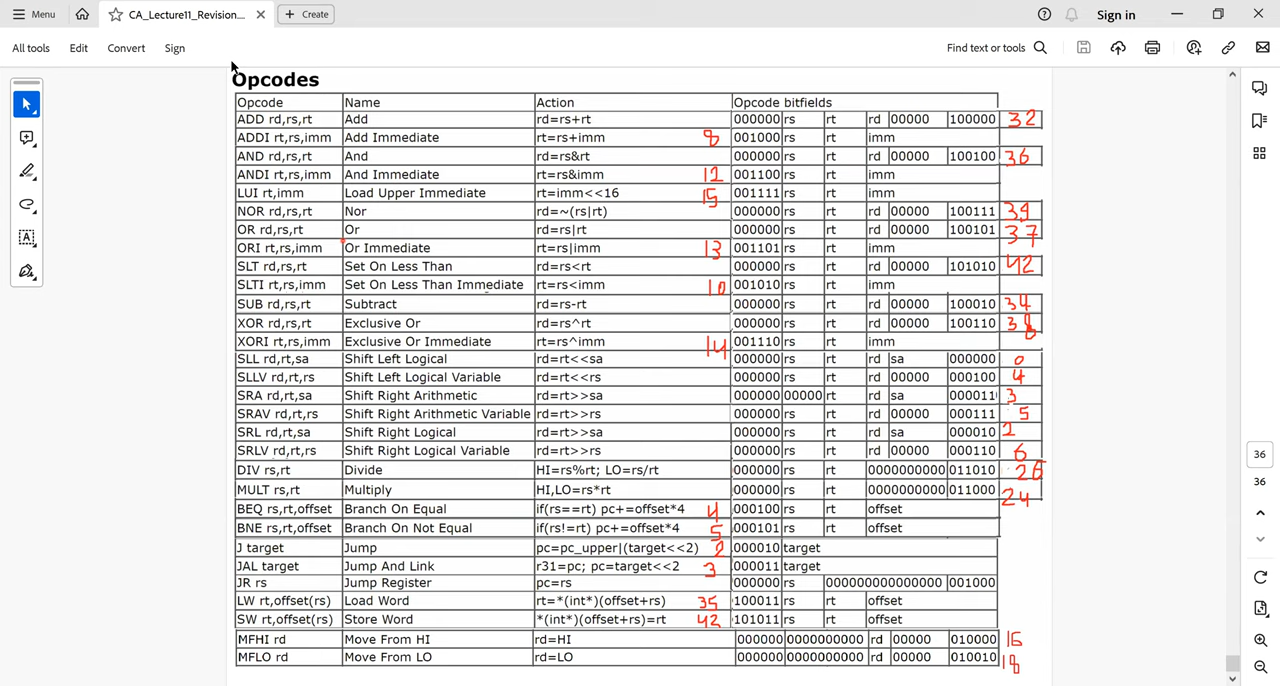 Menu CA_Lecture11_Revision... Create Sign in
All tools Edit Convert Sign Find text or tools
Opcodes
Opcode Name Action Opcode bitfields
ADD rd,rs,rt Add rd=rs+rt 000000 rs rt rd 00000 100000 32
ADDI rt,rs,imm Add Immediate rt=rs+imm 8 001000 rs rt imm
AND rd,rs,rt And rd=rs&rt 000000 rs rt rd 00000 100100 36
ANDI rt,rs,imm And Immediate rt=rs&imm 12 001100 rs rt imm
LUI rt,imm Load Upper Immediate rt=imm<<16 15 001111 rs rt imm
NOR rd,rs,rt Nor rd=~(rs|rt) 000000 rs rt rd 00000 100111 39
OR rd,rs,rt Or rd=rs|rt 000000 rs rt rd 00000 100101 37
ORI rt,rs,imm Or Immediate rt=rs|imm 13 001101 rs rt imm
SLT rd,rs,rt Set On Less Than rd=rs<rt 000000 rs rt rd 00000 101010 42
SLTI rt,rs,imm Set On Less Than Immediate rt=rs<imm 10 001010 rs rt imm
SUB rd,rs,rt Subtract rd=rs-rt 000000 rs rt rd 00000 100010 34
XOR rd,rs,rt Exclusive Or rd=rs^rt 000000 rs rt rd 00000 100110 38
XORI rt,rs,imm Exclusive Or Immediate rt=rs^imm 14 001110 rs rt imm
SLL rd,rt,sa Shift Left Logical rd=rt<<sa 000000 rs rt rd sa 000000 0
SLLV rd,rt,rs Shift Left Logical Variable rd=rt<<rs 000000 rs rt rd 00000 000100 4
SRA rd,rt,sa Shift Right Arithmetic rd=rt>>sa 000000 00000 rt rd sa 000011 3
SRAV rd,rt,rs Shift Right Arithmetic Variable rd=rt>>rs 000000 rs rt rd 00000 000111 5
SRL rd,rt,sa Shift Right Logical rd=rt>>sa 000000 rs rt rd sa 000010 2
SRLV rd,rt,rs Shift Right Logical Variable rd=rt>>rs 000000 rs rt rd 00000 000110 6
DIV rs,rt Divide HI=rs%rt; LO=rs/rt 000000 rs rt 0000000000 011010 26
MULT rs,rt Multiply HI,LO=rs*rt 000000 rs rt 0000000000 011000 24
BEQ rs,rt,offset Branch On Equal if(rs==rt) pc+=offset*4 4 000100 rs rt offset
BNE rs,rt,offset Branch On Not Equal if(rs!=rt) pc+=offset*4 5 000101 rs rt offset
J target Jump pc=pc_upper|(target<<2) 2 000010 target
JAL target Jump And Link r31=pc; pc=target<<2 3 000011 target
JR rs Jump Register pc=rs 000000 rs 000000000000000 001000
LW rt,offset(rs) Load Word rt=*(int*)(offset+rs) 35 100011 rs rt offset
SW rt,offset(rs) Store Word *(int*)(offset+rs)=rt 42 101011 rs rt offset
MFHI rd Move From HI rd=HI 000000 0000000000 rd 00000 010000 16
MFLO rd Move From LO rd=LO 000000 0000000000 rd 00000 010010 18
36
36